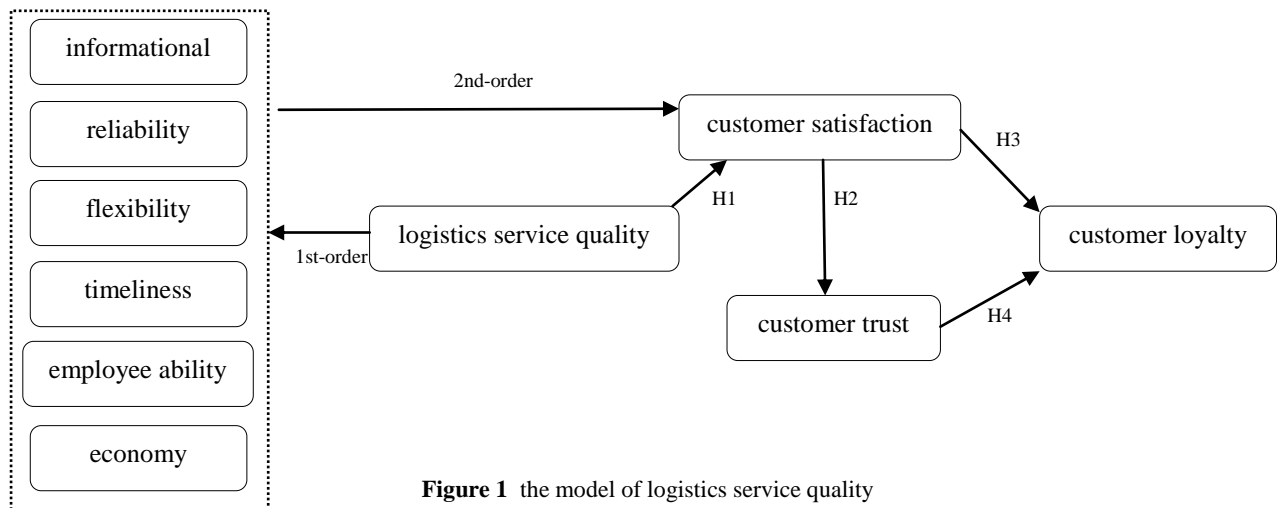 informational
reliability
flexibility
timeliness
employee ability
economy
2nd-order
1st-order
logistics service quality
H1
customer satisfaction
H2
H3
customer trust
H4
customer loyalty
Figure 1 the model of logistics service quality